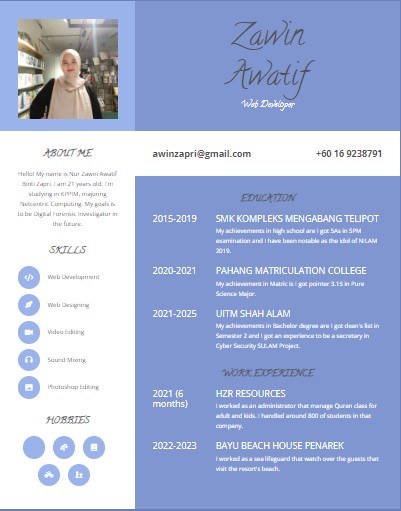 Zawin
Awatif
Web Developer
awinzapri@gmail.com
+60 16 9238791
ABOUT ME
Hello! My name is Nur Zawin Awatif
Binti Zapri. I am 21 years old. I'm
studying in KPPIM, majoring
Netcentric Computing. My goals is
to be Digital Forensic Investigator in
the future.
SKILLS
Web Development
Web Designing
Video Editing
Sound Mixing
Photoshop Editing
HOBBIES
EDUCATION
2015-2019
SMK KOMPLEKS MENGABANG TELIPOT
My achievements in high school are I got 5As in SPM
examination and I have been notable as the idol of NILAM
2019.
2020-2021
PAHANG MATRICULATION COLLEGE
My achievement in Matric is I got pointer 3.15 in Pure
Science Major.
2021-2025
UITM SHAH ALAM
My achievements in Bachelor degree are I got dean's list in
Semester 2 and I got an experience to be a secretary in
Cyber Security SULAM Project.
WORK EXPERIENCE
2021 (6
months)
HZR RESOURCES
I worked as an administrator that manage Quran class for
adult and kids. I handled around 800 of students in that
company.
2022-2023
BAYU BEACH HOUSE PENAREK
I worked as a sea lifeguard that watch over the guests that
visit the resort's beach.